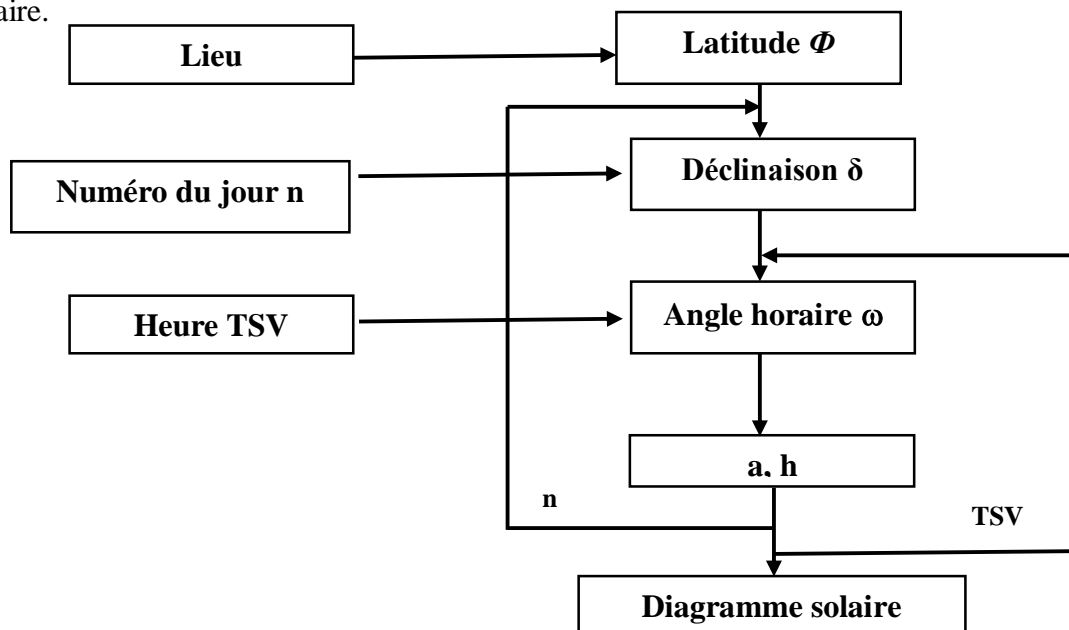 aire.
Lieu
Latitude Φ
Numéro du jour n
Déclinaison δ
Heure TSV
Angle horaire ω
a, h
n
TSV
Diagramme solaire